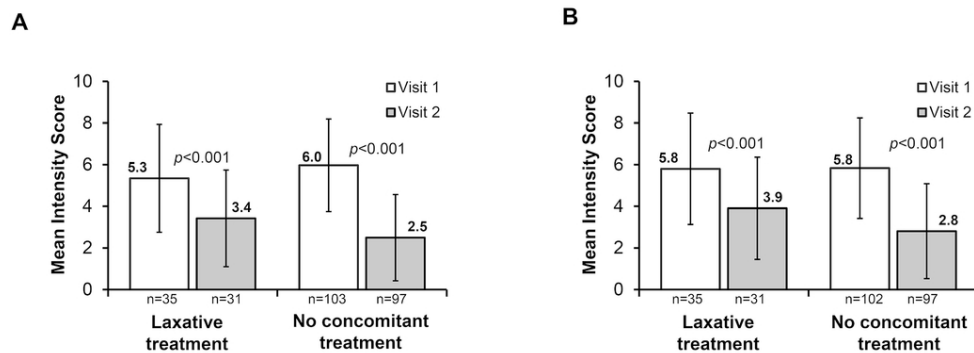 A
Mean Intensity Score
10
8
6
4
2
0
Visit 1
Visit 2
5.3
p<0.001
3.4
6.0
p<0.001
2.5
n=35
n=31
n=103
n=97
Laxative
treatment
No concomitant
treatment
B
Mean Intensity Score
10
8
6
4
2
0
Visit 1
Visit 2
5.8
p<0.001
3.9
5.8
p<0.001
2.8
n=35
n=31
n=102
n=97
Laxative
treatment
No concomitant
treatment